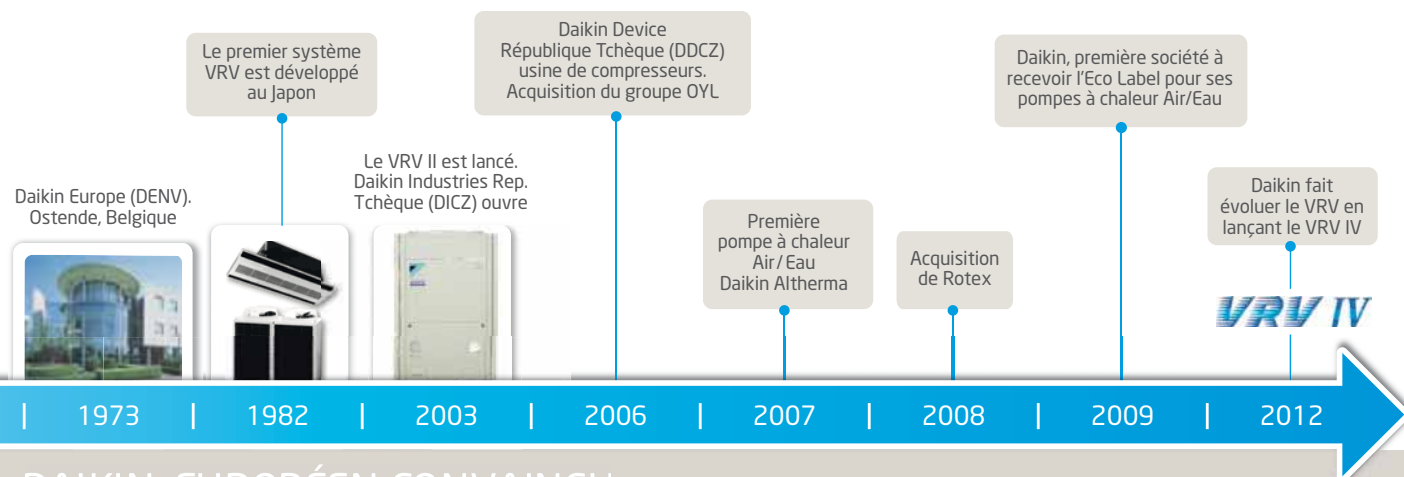 Daikin Europe (DENV).
Ostende, Belgique
Le premier système
VRV est développé
au Japon
Le VRV II est lancé.
Daikin Industries Rep.
Tchèque (DICZ) ouvre
Daikin Device
République Tchèque (DDCZ)
usine de compresseurs.
Acquisition du groupe OYL
Première
pompe à chaleur
Air/Eau
Daikin Altherma
Acquisition
de Rotex
Daikin, première société à
recevoir l'Eco Label pour ses
pompes à chaleur Air/Eau
Daikin fait
évoluer le VRV en
lançant le VRV IV
VRV IV
| 1973 | 1982 | 2003 | 2006 | 2007 | 2008 | 2009 | 2012
DAIKIN, EUROPÉEN CONVAINCU